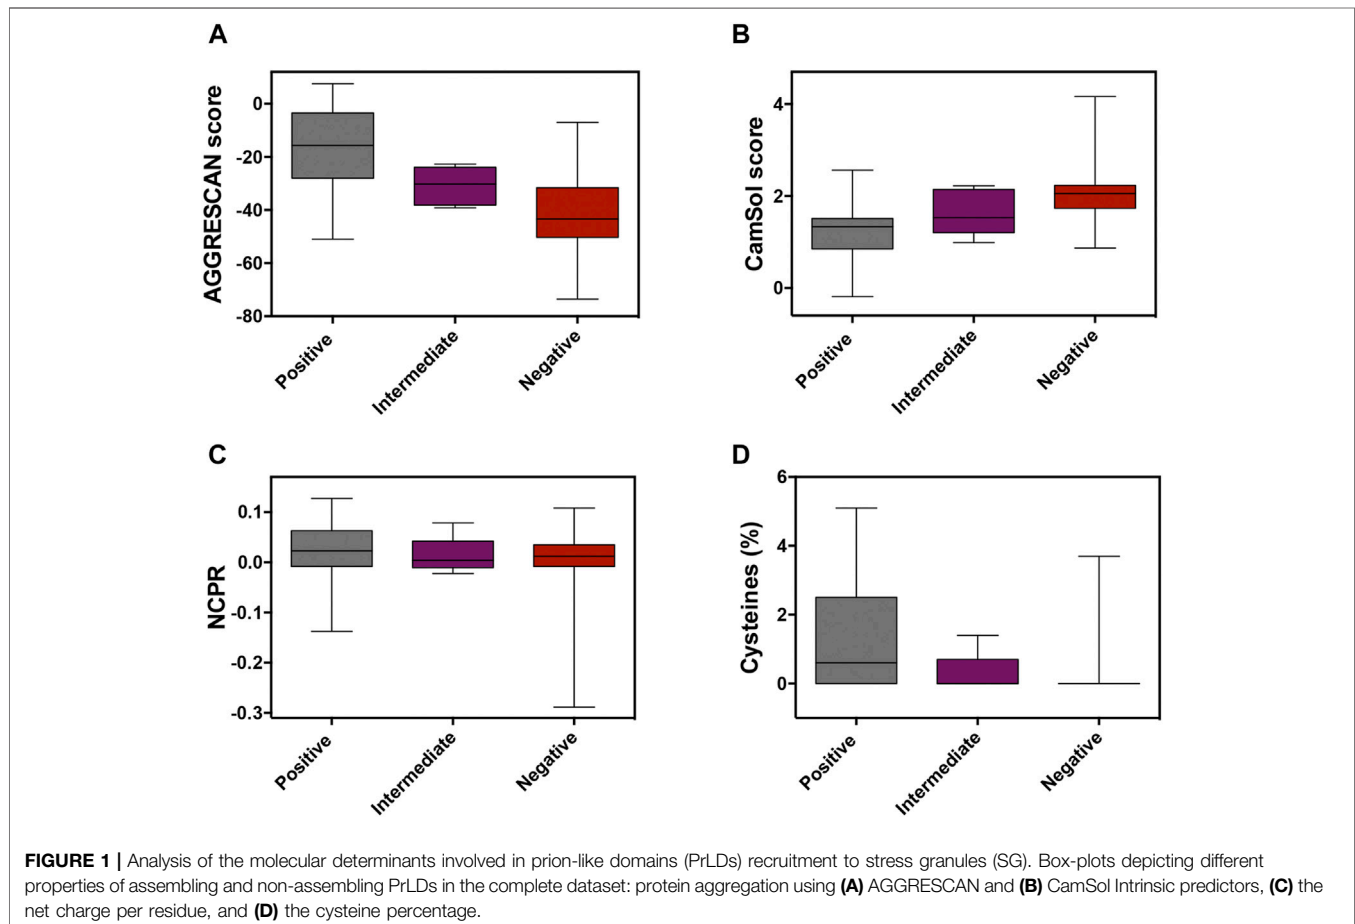 A
AGGRESCAN score
0
-20
-40
-60
-80
Positive
Intermediate
Negative
B
CamSol score
4
2
0
Positive
Intermediate
Negative
C
NCPR
0.1
0.0
-0.1
-0.2
-0.3
Positive
Intermediate
Negative
D
Cysteines (%)
6
4
2
0
Positive
Intermediate
Negative
FIGURE 1 | Analysis of the molecular determinants involved in prion-like domains (PrLDs) recruitment to stress granules (SG). Box-plots depicting different
properties of assembling and non-assembling PrLDs in the complete dataset: protein aggregation using (A) AGGRESCAN and (B) CamSol Intrinsic predictors, (C) the
net charge per residue, and (D) the cysteine percentage.